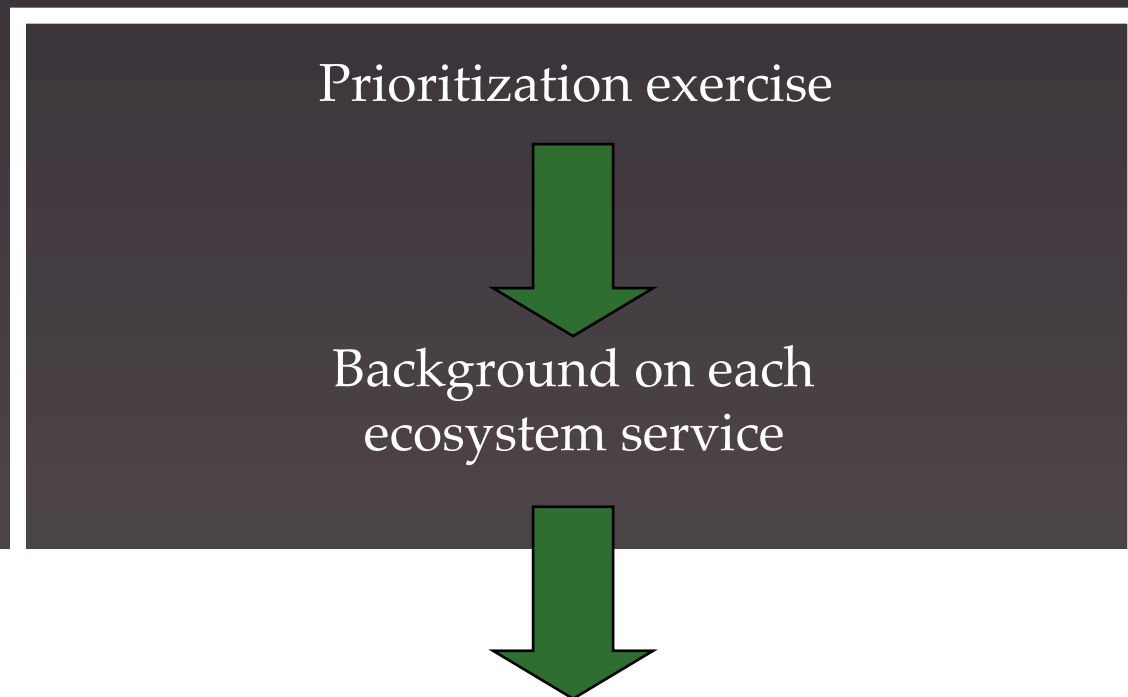 Prioritization exercise
Background on each
ecosystem service